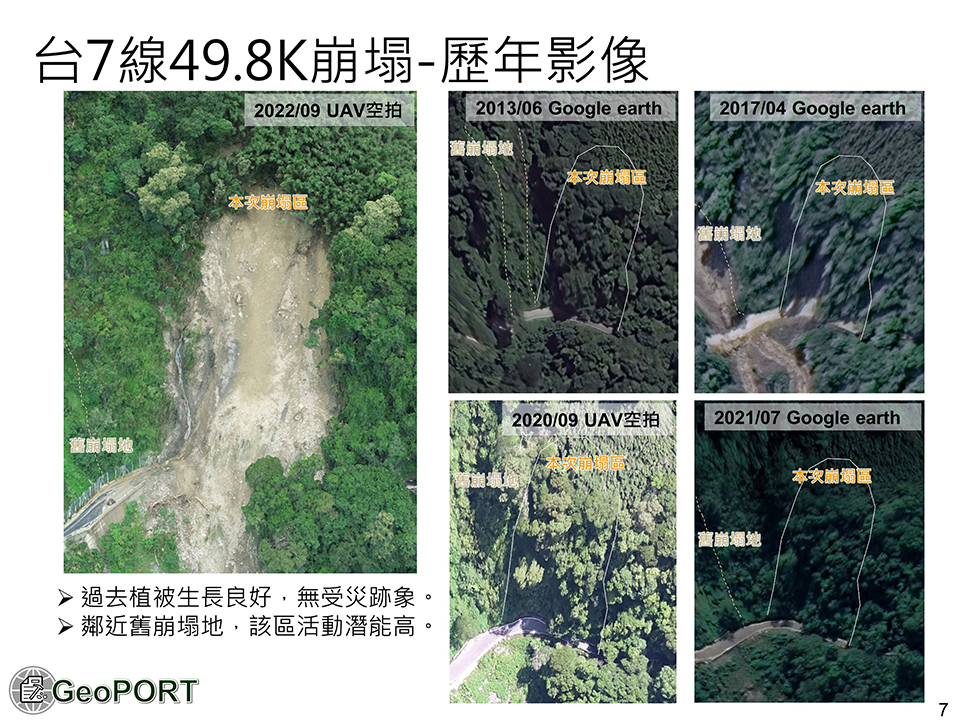 台7線49.8K崩塌-歷年影像
2022/09 UAV空拍
本次崩塌區
舊崩塌地
2013/06 Google earth
舊崩塌地
本次崩塌區
2017/04 Google earth
本次崩塌區
舊崩塌地
2020/09 UAV空拍
本次崩塌區
舊崩塌地
2021/07 Google earth
本次崩塌區
舊崩塌地
➢ 過去植被生長良好，無受災跡象。
➢ 鄰近舊崩塌地，該區活動潛能高。
GeoPORT
7